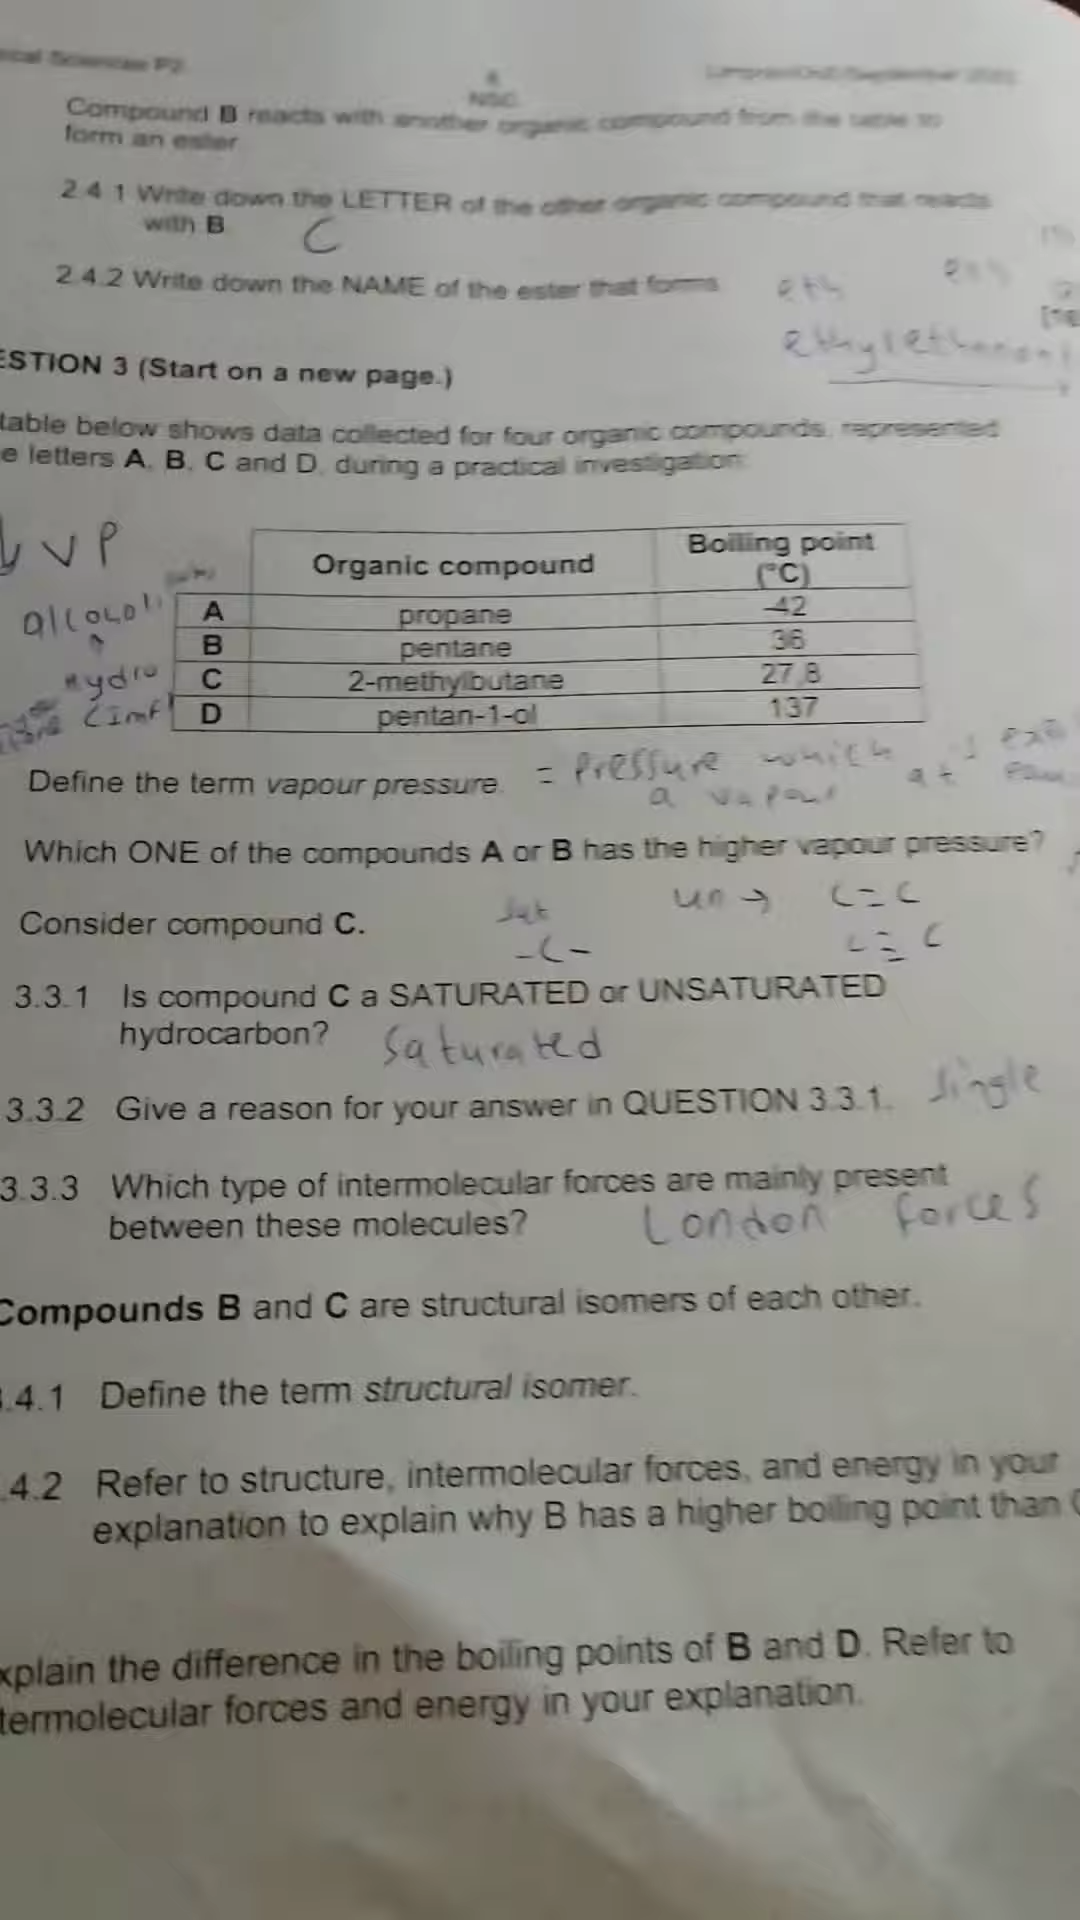 Sciences P2
NSC
Compound B reacts with another organic compound from the table to
form an ester
2.4.1 Write down the LETTER of the other organic compound that reacts
with B
C
2.4.2 Write down the NAME of the ester that forms
eth
ESTION 3 (Start on a new page.)
table below shows data collected for four organic compounds, represented
e letters A, B, C and D, during a practical investigation:
↓ VP
Organic compound
Boiling point
(°C)
A propane -42
B pentane 36
C 2-methylbutane 27,8
D pentan-1-ol 137
Hydro
Define the term vapour pressure.
= Pressure which
a vapour
at
Which ONE of the compounds A or B has the higher vapour pressure?
Consider compound C.
sat
-C-
un → C=C
C≡C
3.3.1 Is compound C a SATURATED or UNSATURATED
hydrocarbon?
Saturated
3.3.2 Give a reason for your answer in QUESTION 3.3.1.
Single
3.3.3 Which type of intermolecular forces are mainly present
between these molecules?
London forces
Compounds B and C are structural isomers of each other.
.4.1 Define the term structural isomer.
.4.2 Refer to structure, intermolecular forces, and energy in your
explanation to explain why B has a higher boiling point than C
xplain the difference in the boiling points of B and D. Refer to
termolecular forces and energy in your explanation.